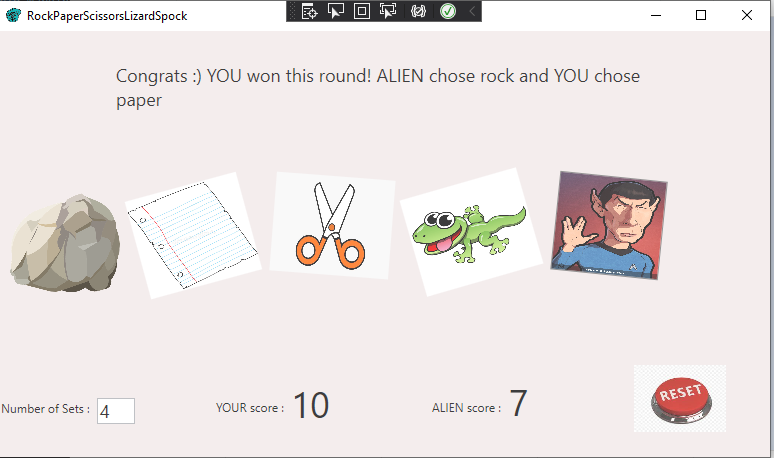 RockPaperScissorsLizardSpock
Congrats :) YOU won this round! ALIEN chose rock and YOU chose
paper
Number of Sets : 4
YOUR score : 10
ALIEN score : 7
RESET